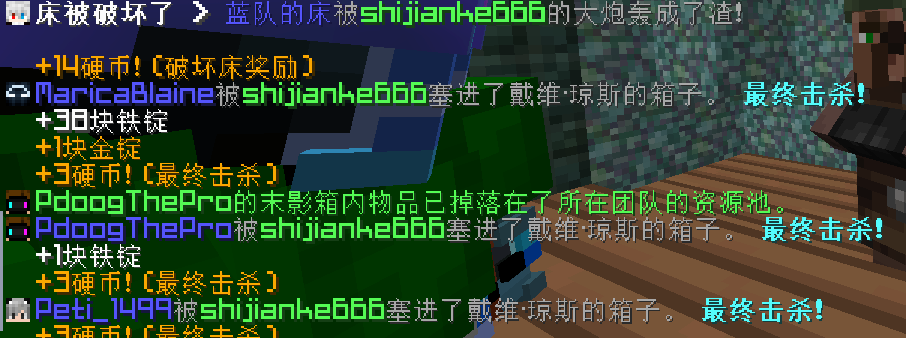 床被破坏了 > 蓝队的床被shijianke666的大炮轰成了渣!
+14硬币!(破坏床奖励)
MaricaBlaine被shijianke666塞进了戴维·琼斯的箱子。 最终击杀!
+38块铁锭
+1块金锭
+3硬币!(最终击杀)
PdoogThePro的末影箱内物品已掉落在了所在团队的资源池。
PdoogThePro被shijianke666塞进了戴维·琼斯的箱子。 最终击杀!
+1块铁锭
+3硬币!(最终击杀)
Peti_1499被shijianke666塞进了戴维·琼斯的箱子。 最终击杀!
+3硬币!(最终击杀)